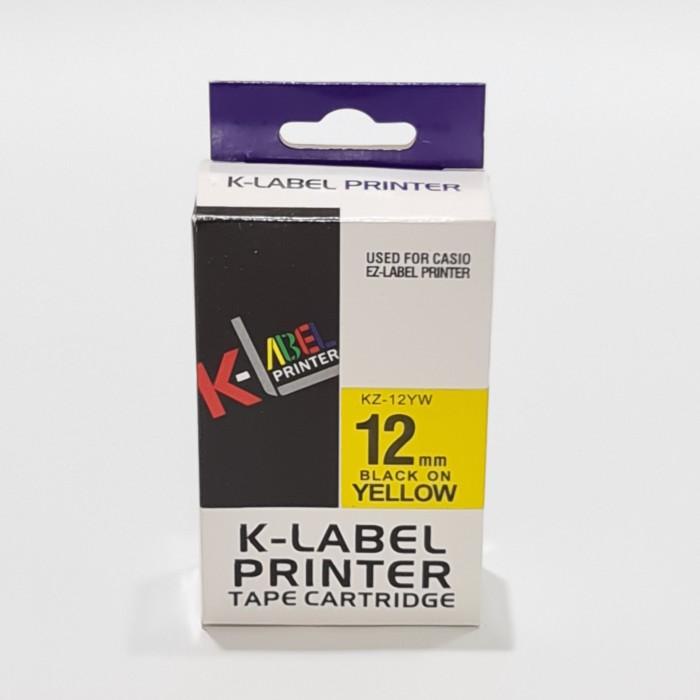 K-LABEL PRINTER
USED FOR CASIO
EZ-LABEL PRINTER
K-LABEL
PRINTER
KZ-12YW
12mm
BLACK ON
YELLOW
K-LABEL
PRINTER
TAPE CARTRIDGE